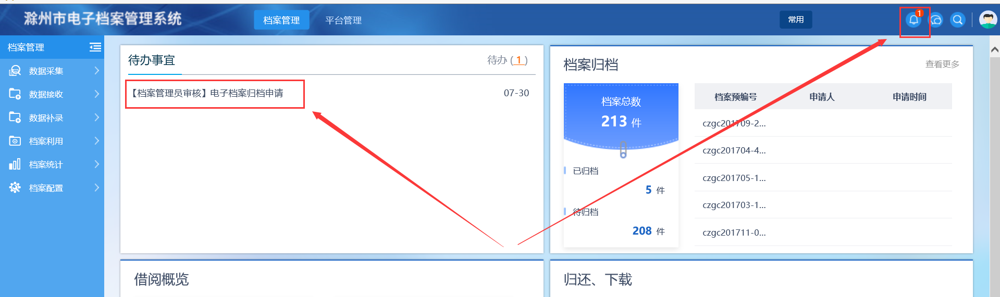 滁州市电子档案管理系统
档案管理
平台管理
常用
1
档案管理
数据采集
数据接收
数据补录
档案利用
档案统计
档案配置
待办事宜
待办 ( 1 )
【档案管理员审核】电子档案归档申请
07-30
档案归档
查看更多
档案总数
213 件
已归档
5 件
待归档
208 件
档案预编号 申请人 申请时间
czgc201709-2...
czgc201704-4...
czgc201705-1...
czgc201703-1...
czgc201711-0...
借阅概览
归还、下载